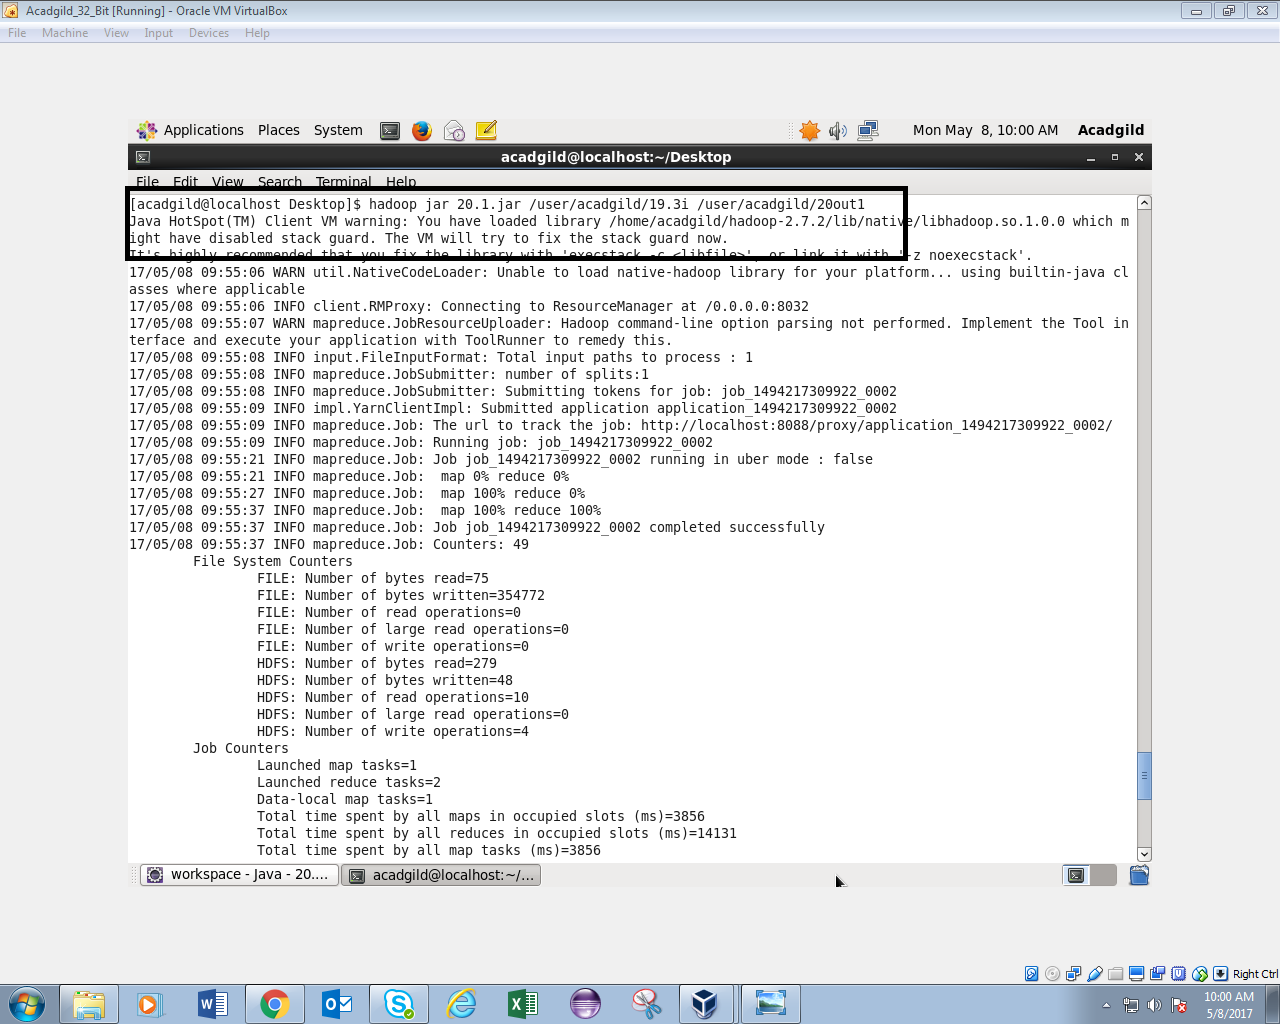 Acadgild_32_Bit [Running] - Oracle VM VirtualBox
File Machine View Input Devices Help
Applications Places System Mon May 8, 10:00 AM Acadgild
acadgild@localhost:~/Desktop
File Edit View Search Terminal Help
[acadgild@localhost Desktop]$ hadoop jar 20.1.jar /user/acadgild/19.3i /user/acadgild/20out1
Java HotSpot(TM) Client VM warning: You have loaded library /home/acadgild/hadoop-2.7.2/lib/native/libhadoop.so.1.0.0 which m
ight have disabled stack guard. The VM will try to fix the stack guard now.
It's highly recommended that you fix the library with 'execstack -c <libfile>', or link it with '-z noexecstack'.
17/05/08 09:55:06 WARN util.NativeCodeLoader: Unable to load native-hadoop library for your platform... using builtin-java cl
asses where applicable
17/05/08 09:55:06 INFO client.RMProxy: Connecting to ResourceManager at /0.0.0.0:8032
17/05/08 09:55:07 WARN mapreduce.JobResourceUploader: Hadoop command-line option parsing not performed. Implement the Tool in
terface and execute your application with ToolRunner to remedy this.
17/05/08 09:55:08 INFO input.FileInputFormat: Total input paths to process : 1
17/05/08 09:55:08 INFO mapreduce.JobSubmitter: number of splits:1
17/05/08 09:55:08 INFO mapreduce.JobSubmitter: Submitting tokens for job: job_1494217309922_0002
17/05/08 09:55:09 INFO impl.YarnClientImpl: Submitted application application_1494217309922_0002
17/05/08 09:55:09 INFO mapreduce.Job: The url to track the job: http://localhost:8088/proxy/application_1494217309922_0002/
17/05/08 09:55:09 INFO mapreduce.Job: Running job: job_1494217309922_0002
17/05/08 09:55:21 INFO mapreduce.Job: Job job_1494217309922_0002 running in uber mode : false
17/05/08 09:55:21 INFO mapreduce.Job:  map 0% reduce 0%
17/05/08 09:55:27 INFO mapreduce.Job:  map 100% reduce 0%
17/05/08 09:55:37 INFO mapreduce.Job:  map 100% reduce 100%
17/05/08 09:55:37 INFO mapreduce.Job: Job job_1494217309922_0002 completed successfully
17/05/08 09:55:37 INFO mapreduce.Job: Counters: 49
File System Counters
FILE: Number of bytes read=75
FILE: Number of bytes written=354772
FILE: Number of read operations=0
FILE: Number of large read operations=0
FILE: Number of write operations=0
HDFS: Number of bytes read=279
HDFS: Number of bytes written=48
HDFS: Number of read operations=10
HDFS: Number of large read operations=0
HDFS: Number of write operations=4
Job Counters
Launched map tasks=1
Launched reduce tasks=2
Data-local map tasks=1
Total time spent by all maps in occupied slots (ms)=3856
Total time spent by all reduces in occupied slots (ms)=14131
Total time spent by all map tasks (ms)=3856
workspace - Java - 20.... acadgild@localhost:~/...
Right Ctrl
10:00 AM
5/8/2017